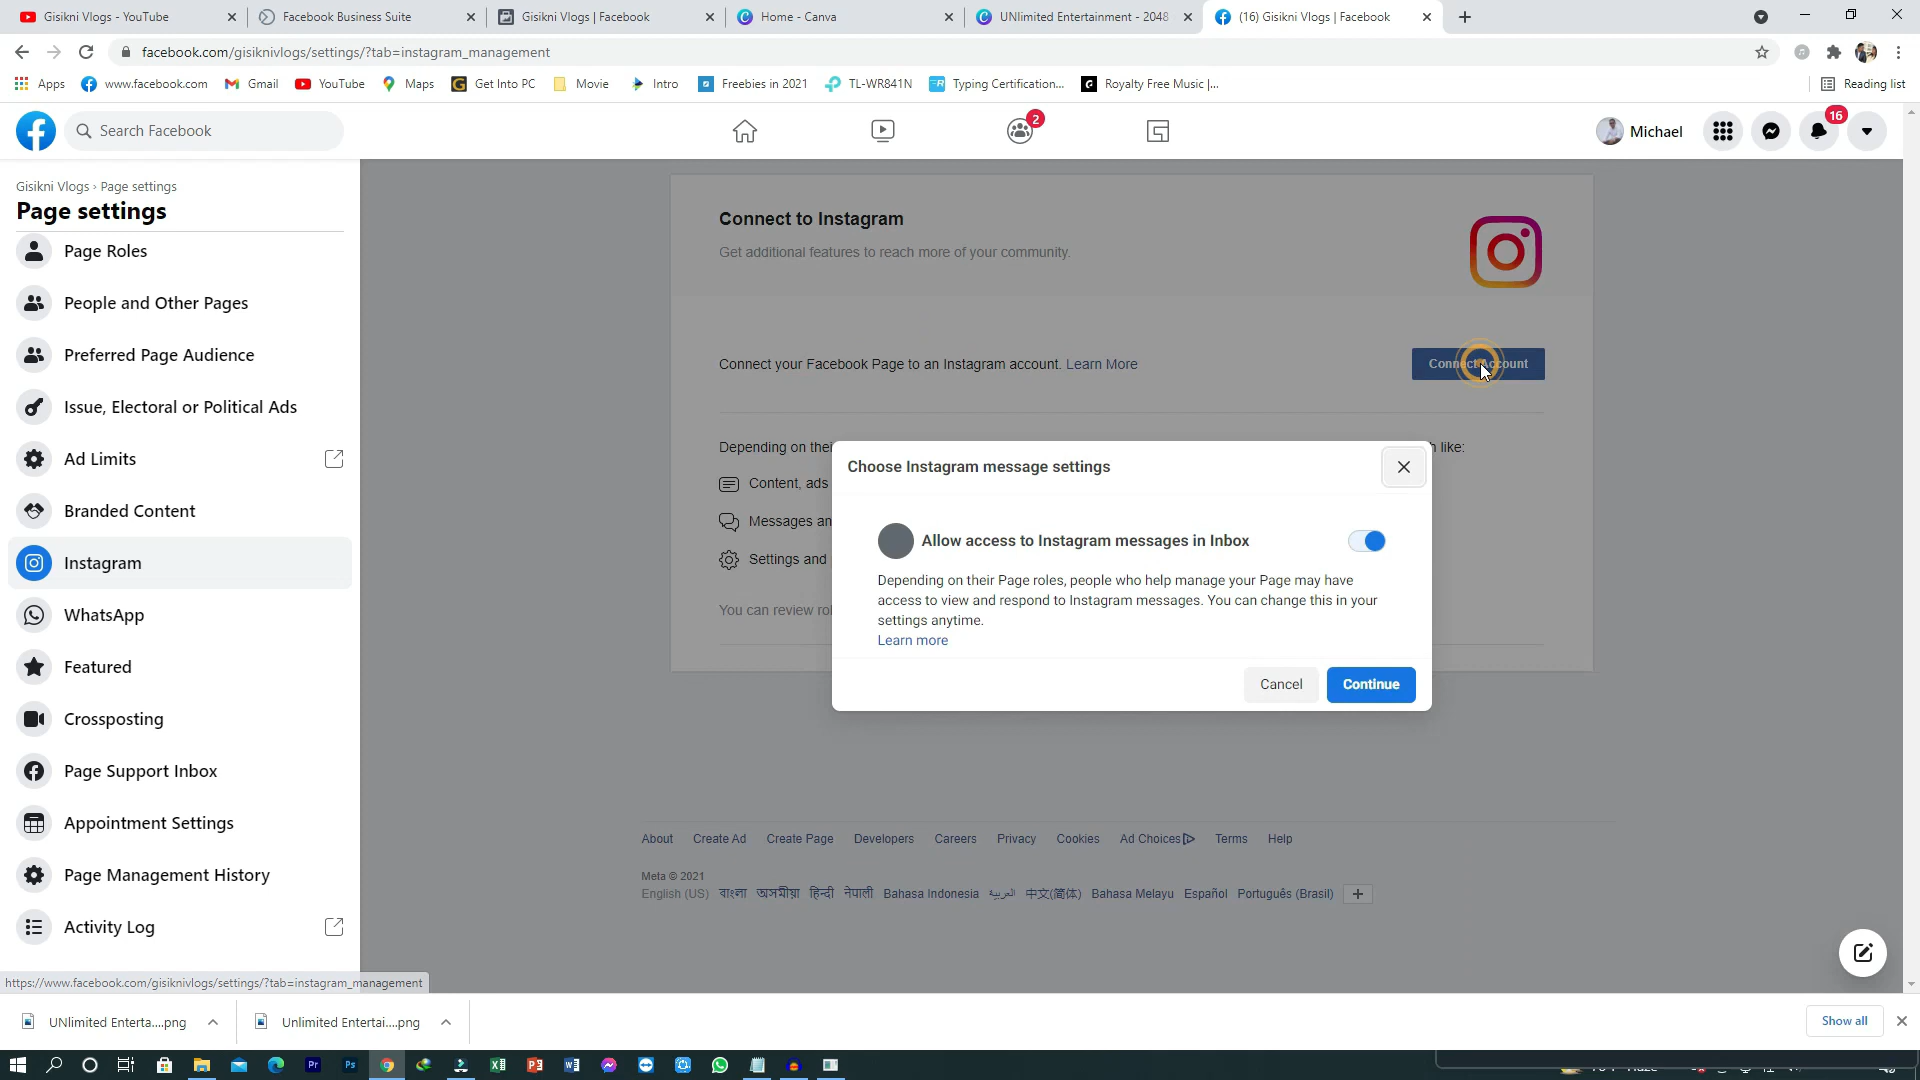 Gisikni Vlogs - YouTube
Facebook Business Suite
Gisikni Vlogs | Facebook
Home - Canva
UNlimited Entertainment - 2048
(16) Gisikni Vlogs | Facebook
facebook.com/gisiknivlogs/settings/?tab=instagram_management
Apps
www.facebook.com
Gmail
YouTube
Maps
Get Into PC
Movie
Intro
Freebies in 2021
TL-WR841N
Typing Certification...
Royalty Free Music |...
Reading list
Search Facebook
2
Michael
16
Gisikni Vlogs › Page settings
Page settings
Page Roles
People and Other Pages
Preferred Page Audience
Issue, Electoral or Political Ads
Ad Limits
Branded Content
Instagram
WhatsApp
Featured
Crossposting
Page Support Inbox
Appointment Settings
Page Management History
Activity Log
https://www.facebook.com/gisiknivlogs/settings/?tab=instagram_management
Connect to Instagram
Get additional features to reach more of your community.
Connect your Facebook Page to an Instagram account. Learn More
Connect Account
Depending on thei
h like:
Content, ads
Messages an
Settings and
You can review rol
Choose Instagram message settings
Allow access to Instagram messages in Inbox
Depending on their Page roles, people who help manage your Page may have
access to view and respond to Instagram messages. You can change this in your
settings anytime.
Learn more
Cancel
Continue
About
Create Ad
Create Page
Developers
Careers
Privacy
Cookies
Ad Choices
Terms
Help
Meta © 2021
English (US) বাংলা অসমীয়া हिन्दी नेपाली Bahasa Indonesia العربية 中文(简体) Bahasa Melayu Español Português (Brasil)
UNlimited Enterta....png
Unlimited Entertai....png
Show all
Pr
Ps